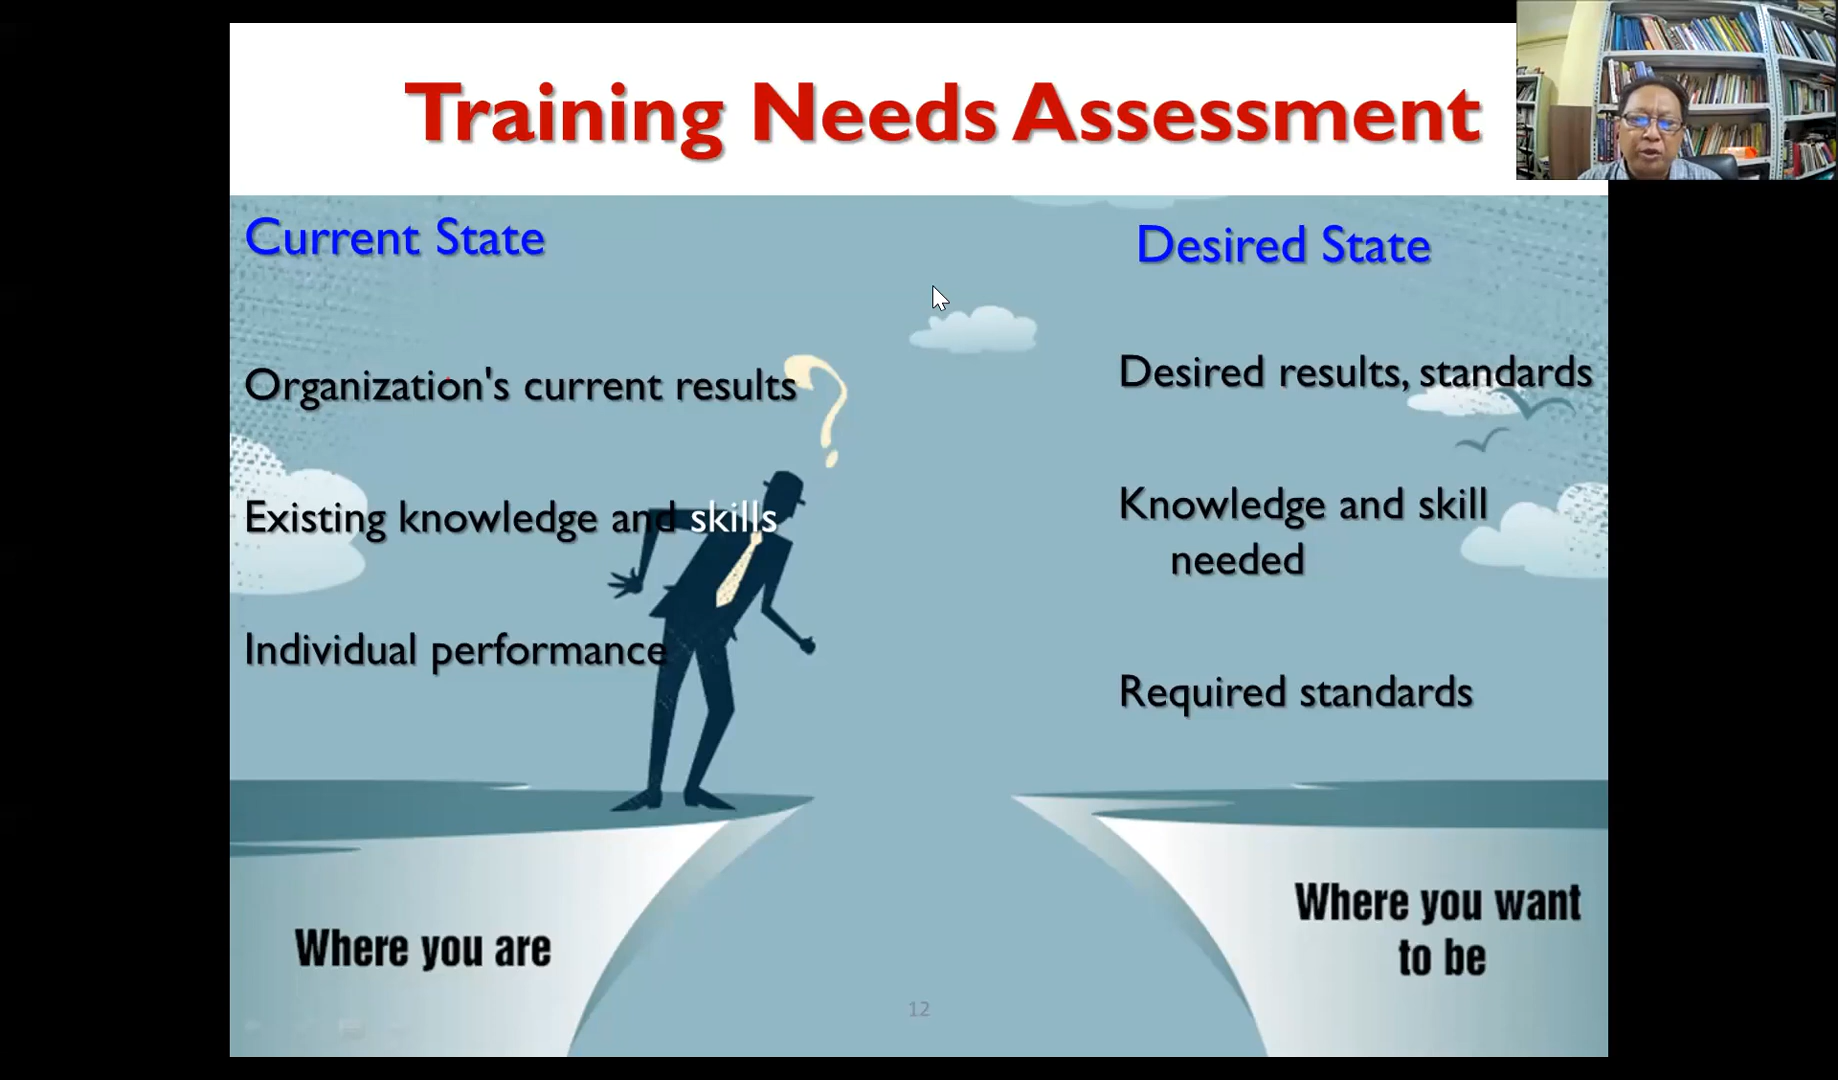 Training Needs Assessment
Current State
Organization's current results
Existing knowledge and skills
Individual performance
Where you are
Desired State
Desired results, standards
Knowledge and skill
needed
Required standards
Where you want
to be
12